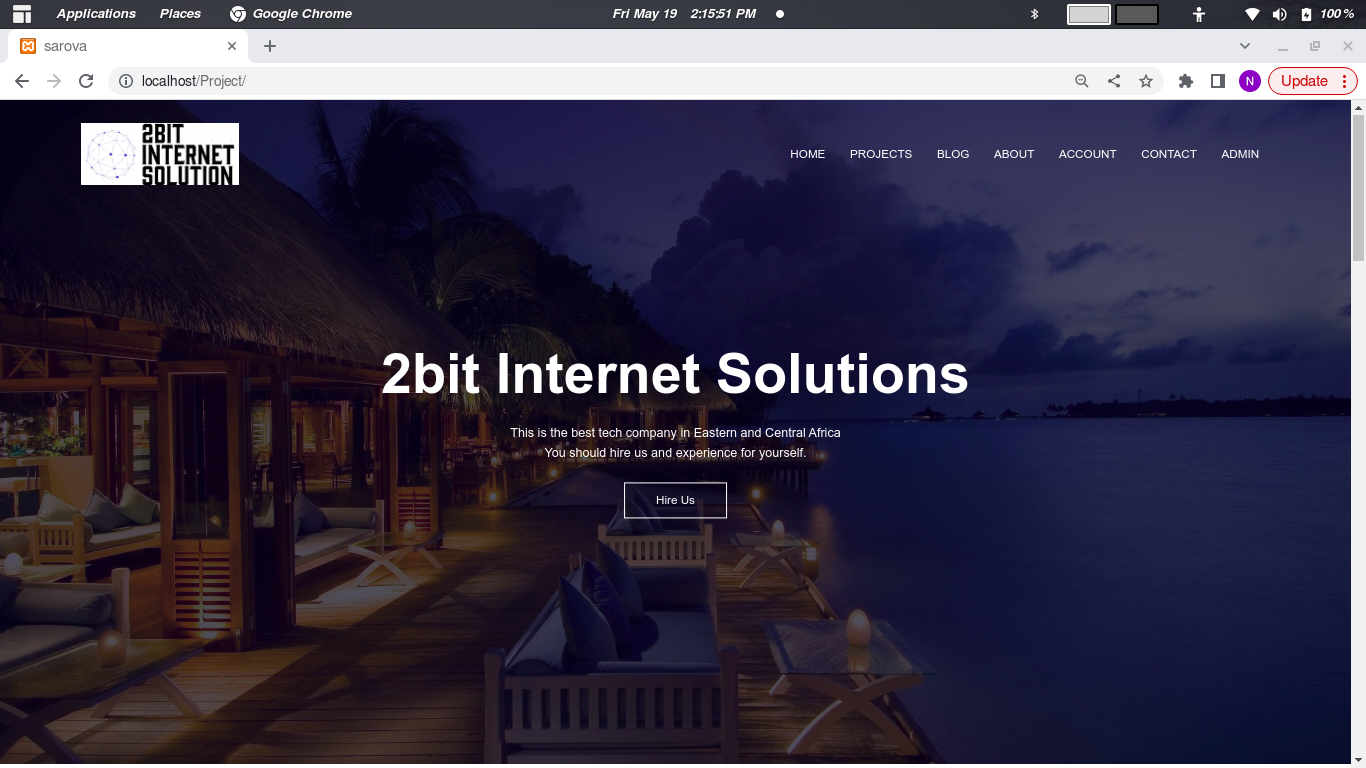 Applications Places Google Chrome Fri May 19 2:15:51 PM 100 %
sarova
localhost/Project/ N Update
2BIT
INTERNET
SOLUTION
HOME PROJECTS BLOG ABOUT ACCOUNT CONTACT ADMIN
2bit Internet Solutions
This is the best tech company in Eastern and Central Africa
You should hire us and experience for yourself.
Hire Us